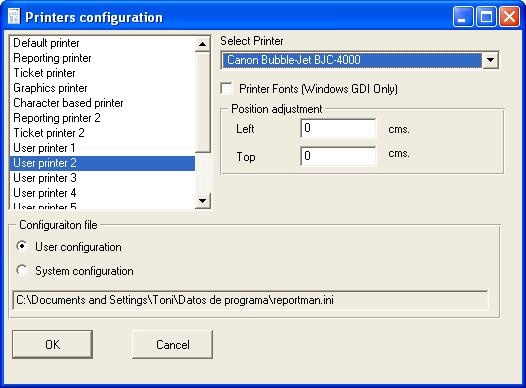 Printers configuration
Default printer
Reporting printer
Ticket printer
Graphics printer
Character based printer
Reporting printer 2
Ticket printer 2
User printer 1
User printer 2
User printer 3
User printer 4
User printer 5
Select Printer
Canon Bubble-Jet BJC-4000
Printer Fonts (Windows GDI Only)
Position adjustment
Left 0 cms.
Top 0 cms.
Configuraiton file
User configuration
System configuration
C:\Documents and Settings\Toni\Datos de programa\reportman.ini
OK Cancel